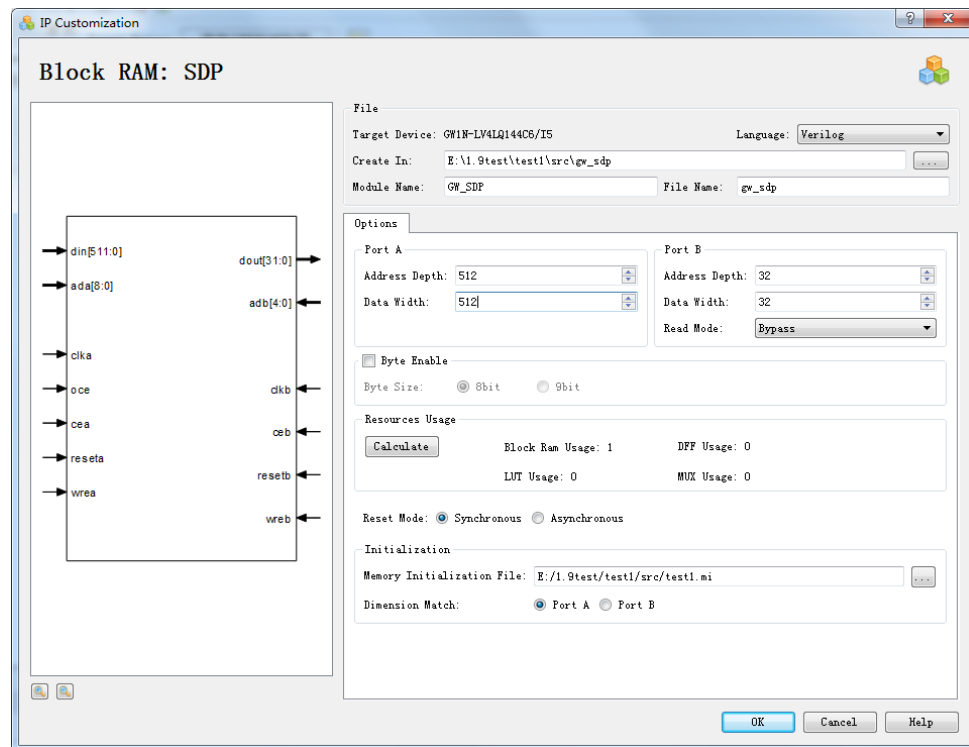 IP Customization
Block RAM: SDP
din[511:0]
dout[31:0]
ada[8:0]
adb[4:0]
clka
oce
clkb
cea
ceb
reseta
resetb
wrea
wreb
File
Target Device: GW1N-LV4LQ144C6/I5 Language: Verilog
Create In: E:\1.9test\test1\src\gw_sdp ...
Module Name: GW_SDP File Name: gw_sdp
Options
Port A
Address Depth: 512
Data Width: 512
Port B
Address Depth: 32
Data Width: 32
Read Mode: Bypass
Byte Enable
Byte Size: 8bit 9bit
Resources Usage
Calculate Block Ram Usage: 1 DFF Usage: 0
LUT Usage: 0 MUX Usage: 0
Reset Mode: Synchronous Asynchronous
Initialization
Memory Initialization File: E:/1.9test/test1/src/test1.mi ...
Dimension Match: Port A Port B
OK Cancel Help